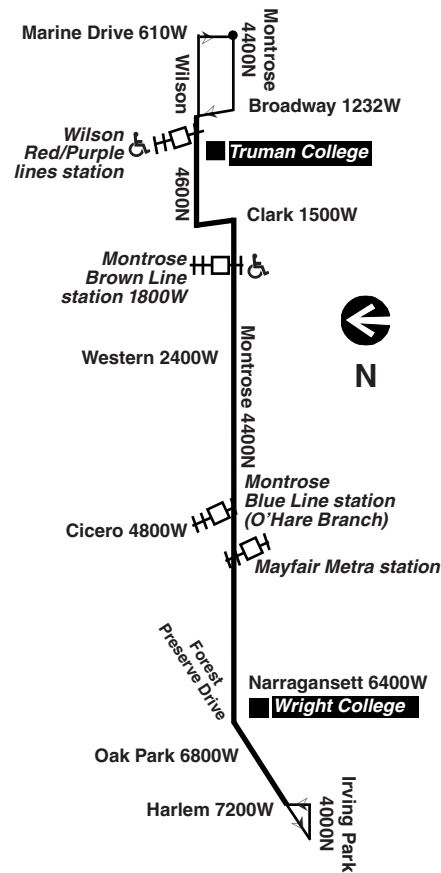 Marine Drive 610W
Montrose
4400N
Wilson
Broadway 1232W
Wilson
Red/Purple
lines station
Truman College
4600N
Clark 1500W
Montrose
Brown Line
station 1800W
Western 2400W
Montrose 4400N
N
Montrose
Blue Line station
(O'Hare Branch)
Cicero 4800W
Mayfair Metra station
Forest
Preserve Drive
Narragansett 6400W
Wright College
Oak Park 6800W
Harlem 7200W
Irving Park
4000N